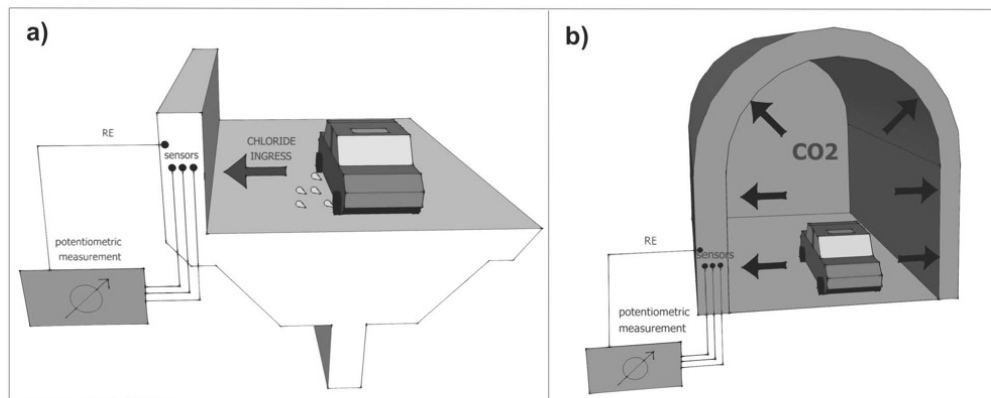 a)
RE
sensors
CHLORIDE
INGRESS
potentiometric
measurement
b)
CO2
RE
sensors
potentiometric
measurement